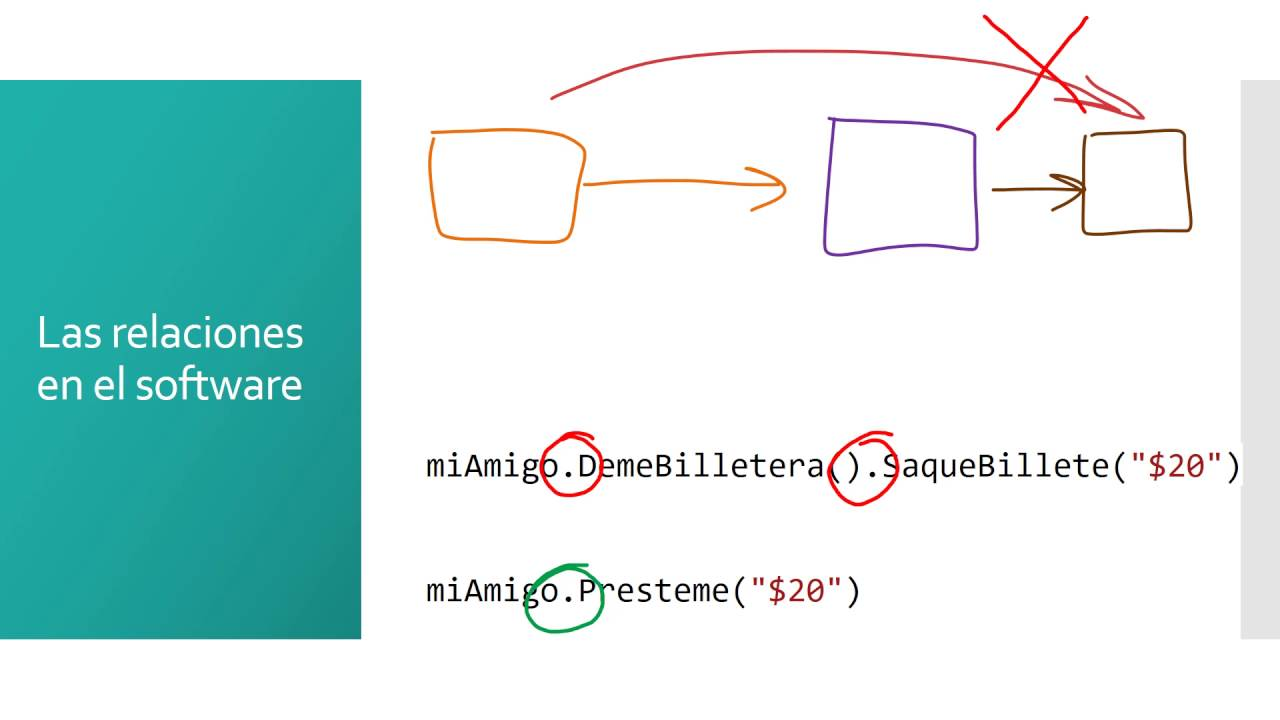 Las relaciones
en el software
miAmigo.DemeBilletera().SaqueBillete("$20")
miAmigo.Presteme("$20")